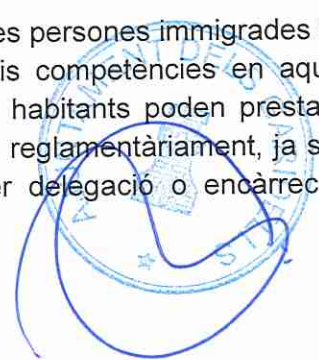 es persones immigrades
is competències en aqu
habitants poden presta
reglamentàriament, ja s
er delegació o encàrrec